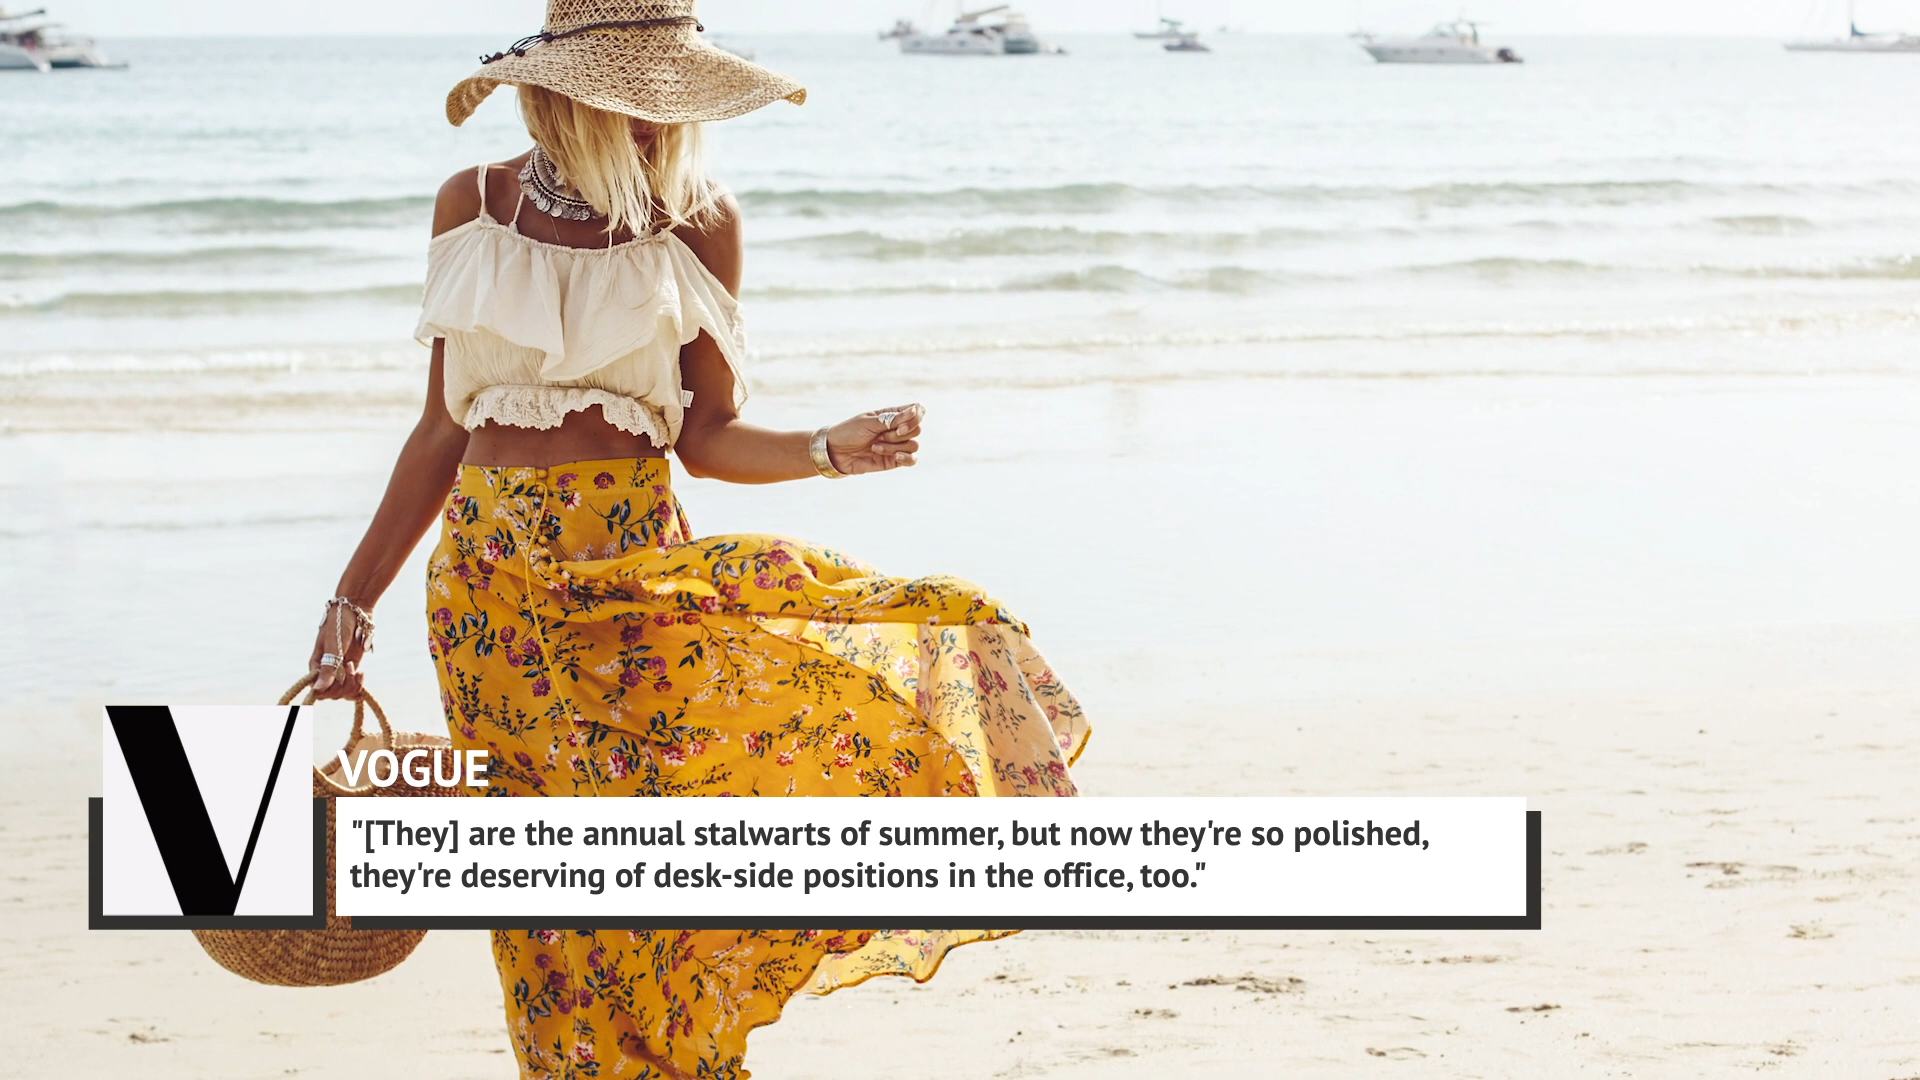 V
VOGUE
"[They] are the annual stalwarts of summer, but now they're so polished,
they're deserving of desk-side positions in the office, too."